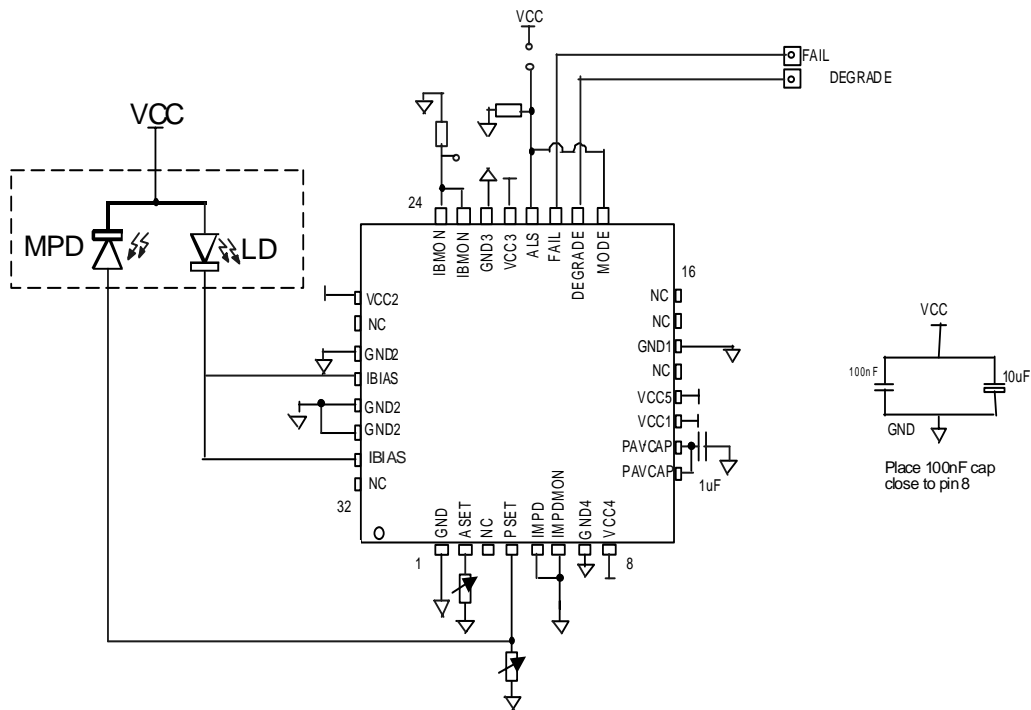 VCC
FAIL
DEGRADE
VCC
MPD
LD
24
IBMON
IBMON
GND3
VCC3
ALS
FAIL
DEGRADE
MODE
16
VCC2
NC
GND2
IBIAS
GND2
GND2
IBIAS
NC
32
NC
NC
GND1
NC
VCC5
VCC1
PAVCAP
PAVCAP
1uF
1
GND
ASET
NC
PSET
IMPD
IMPDMON
GND4
VCC4
8
VCC
100nF
10uF
GND
Place 100nF cap
close to pin 8